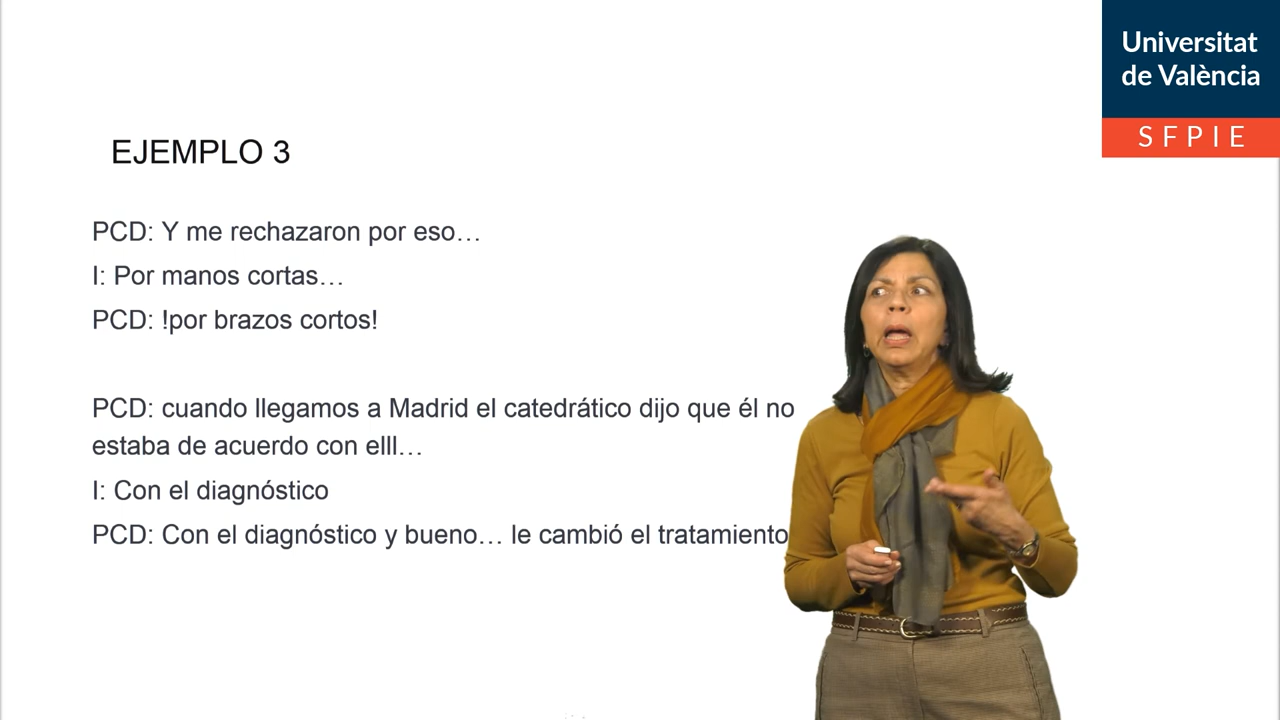 Universitat
de València
SFPIE
EJEMPLO 3
PCD: Y me rechazaron por eso…
I: Por manos cortas…
PCD: !por brazos cortos!
PCD: cuando llegamos a Madrid el catedrático dijo que él no
estaba de acuerdo con elll…
I: Con el diagnóstico
PCD: Con el diagnóstico y bueno… le cambió el tratamiento